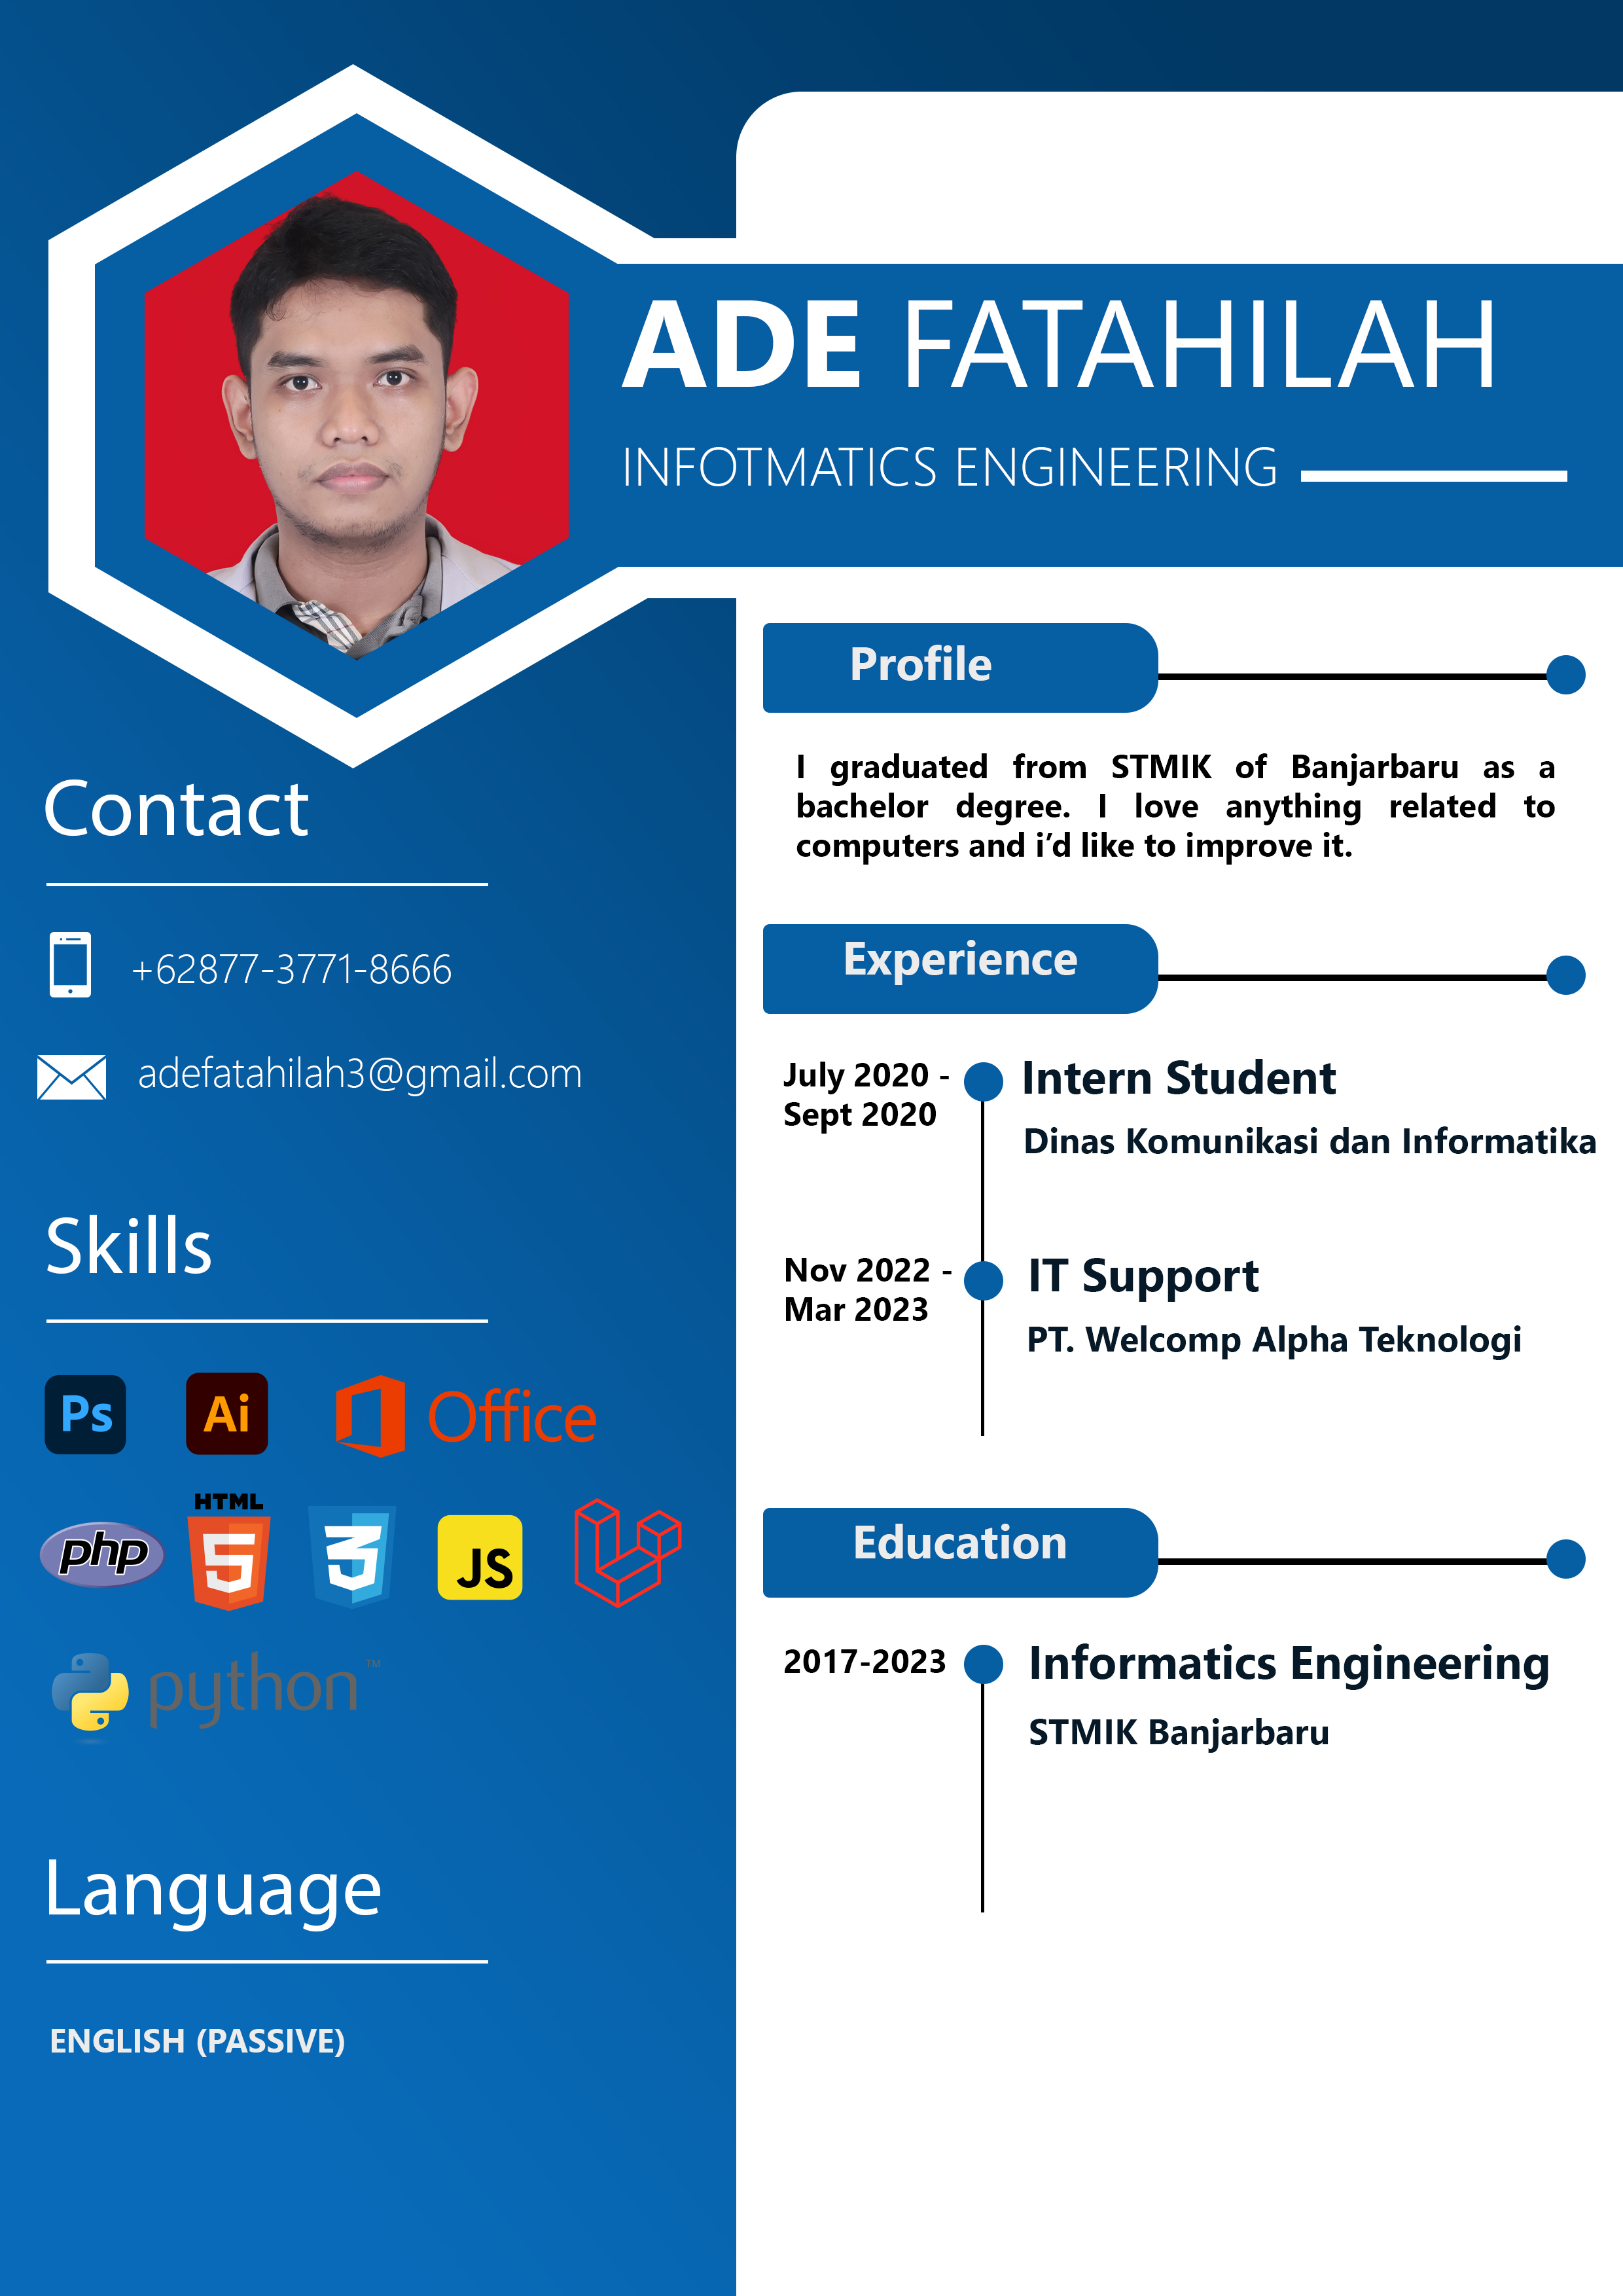 ADE FATAHILAH
INFOTMATICS ENGINEERING
Contact
+62877-3771-8666
adefatahilah3@gmail.com
Skills
Ps
Ai
Office
php
HTML
5
3
JS
python™
Language
ENGLISH (PASSIVE)
Profile
I graduated from STMIK of Banjarbaru as a
bachelor degree. I love anything related to
computers and i’d like to improve it.
Experience
July 2020 -
Sept 2020
Intern Student
Dinas Komunikasi dan Informatika
Nov 2022 -
Mar 2023
IT Support
PT. Welcomp Alpha Teknologi
Education
2017-2023
Informatics Engineering
STMIK Banjarbaru